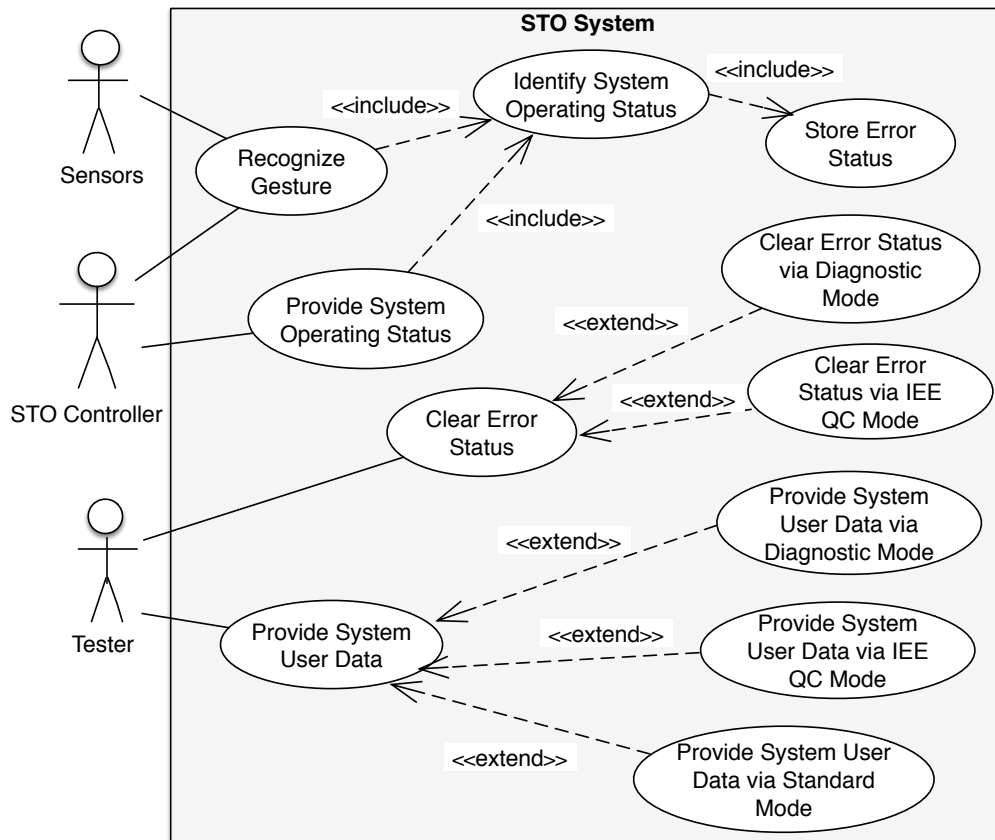 STO System
Sensors
STO Controller
Tester
Recognize
Gesture
<<include>>
Identify System
Operating Status
<<include>>
Store Error
Status
<<include>>
Provide System
Operating Status
Clear Error Status
via Diagnostic
Mode
<<extend>>
Clear Error
Status via IEE
QC Mode
<<extend>>
Clear Error
Status
Provide System
User Data via
Diagnostic Mode
<<extend>>
Provide System
User Data
<<extend>>
Provide System
User Data via IEE
QC Mode
<<extend>>
Provide System User
Data via Standard
Mode